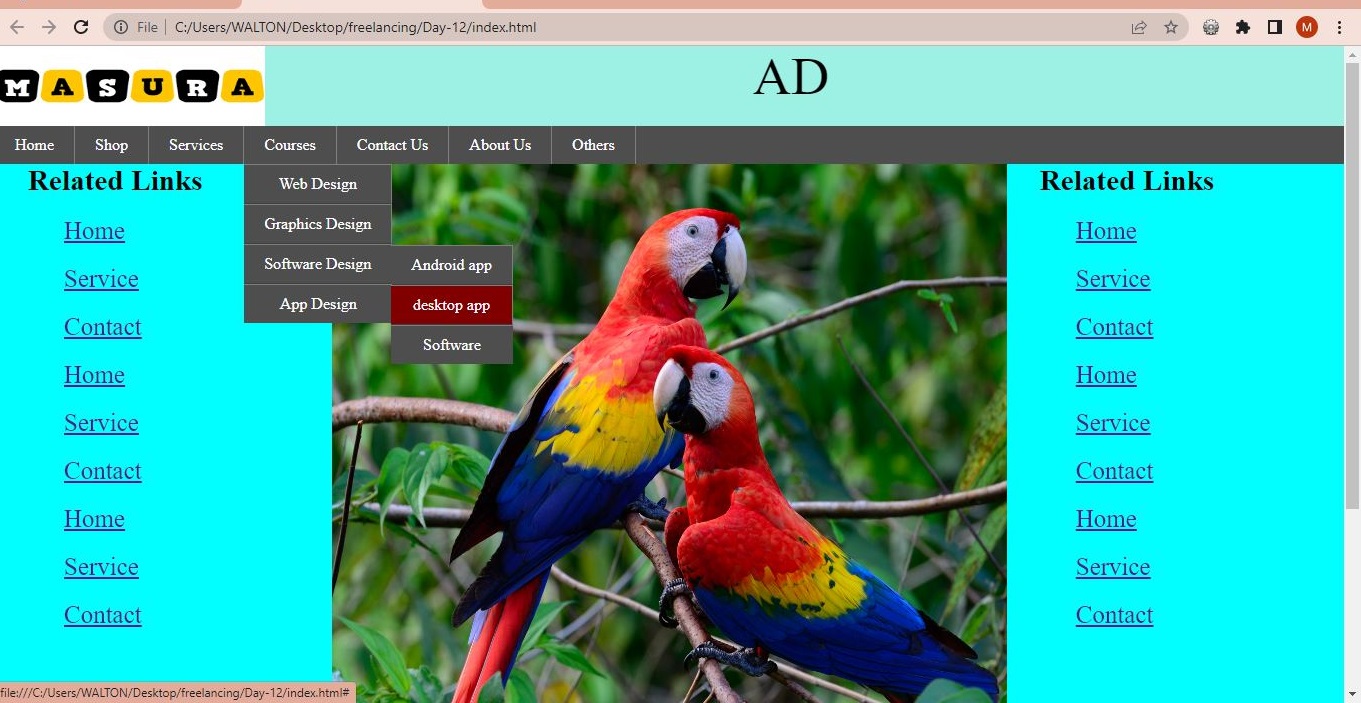 File | C:/Users/WALTON/Desktop/freelancing/Day-12/index.html M
MASURA
AD
Home Shop Services Courses Contact Us About Us Others
Related Links
Home
Service
Contact
Home
Service
Contact
Home
Service
Contact
Web Design
Graphics Design
Software Design
App Design
Android app
desktop app
Software
Related Links
Home
Service
Contact
Home
Service
Contact
Home
Service
Contact
file:///C:/Users/WALTON/Desktop/freelancing/Day-12/index.html#